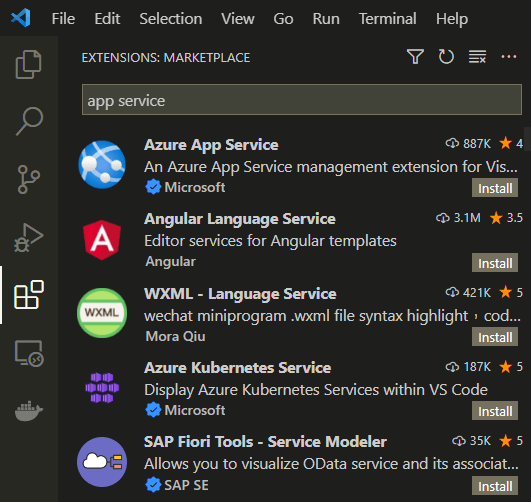 File Edit Selection View Go Run Terminal Help
EXTENSIONS: MARKETPLACE
app service
Azure App Service 887K 4
An Azure App Service management extension for Vis...
Microsoft Install
Angular Language Service 3.1M 3.5
Editor services for Angular templates
Angular Install
WXML - Language Service 421K 5
WXML
wechat miniprogram .wxml file syntax highlight，cod...
Mora Qiu Install
Azure Kubernetes Service 187K 5
Display Azure Kubernetes Services within VS Code
Microsoft Install
SAP Fiori Tools - Service Modeler 35K 5
Allows you to visualize OData service and its associat...
SAP SE Install